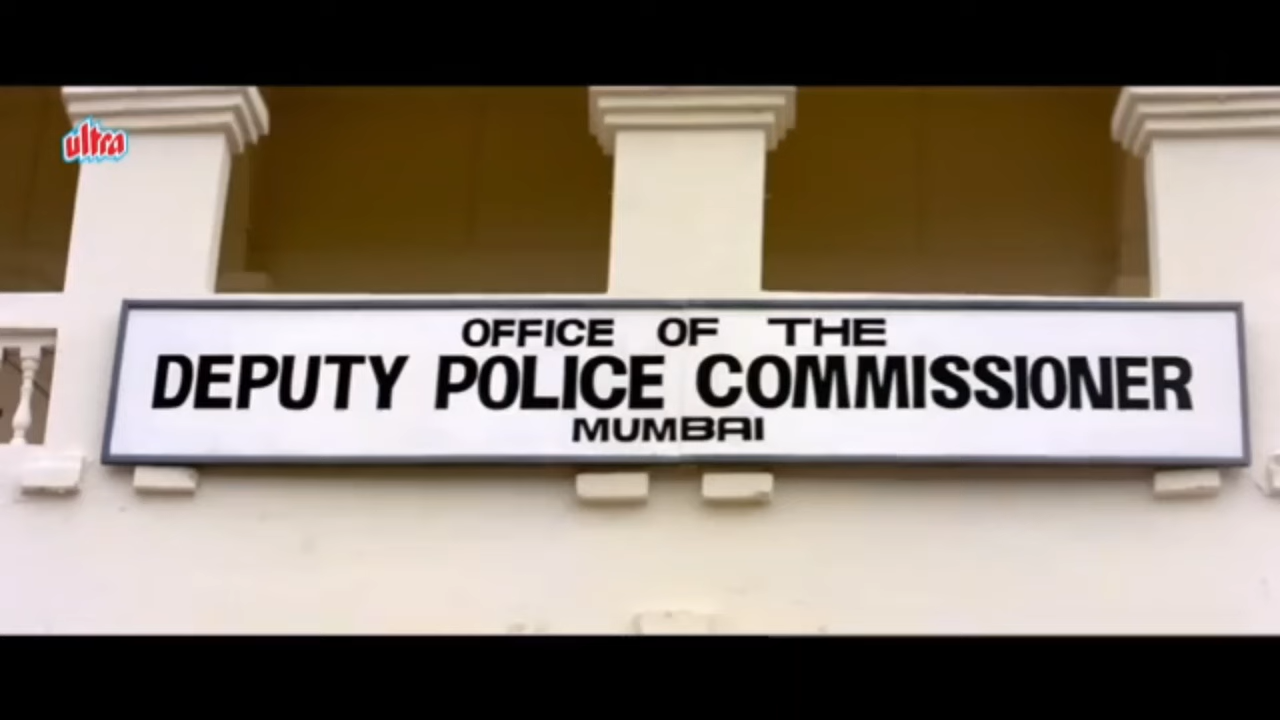 ultra
OFFICE OF THE
DEPUTY POLICE COMMISSIONER
MUMBAI